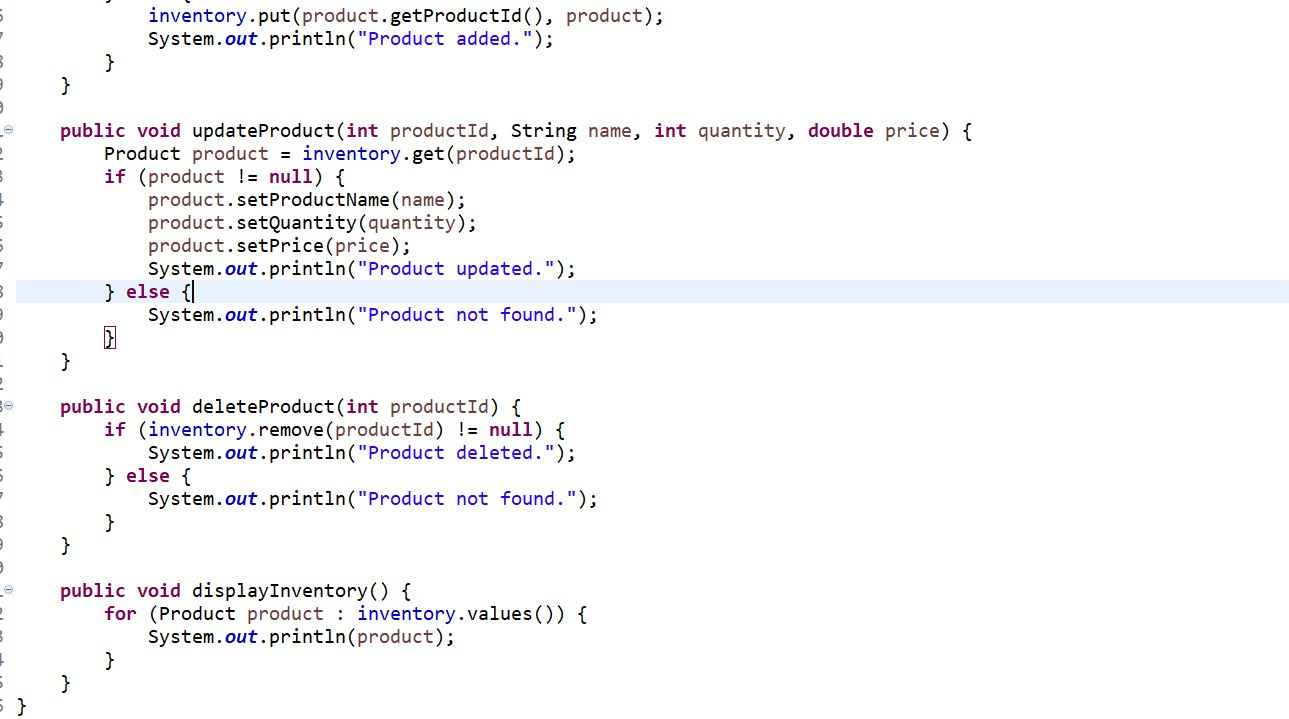 inventory.put(product.getProductId(), product);
System.out.println("Product added.");
}
}
public void updateProduct(int productId, String name, int quantity, double price) {
Product product = inventory.get(productId);
if (product != null) {
product.setProductName(name);
product.setQuantity(quantity);
product.setPrice(price);
System.out.println("Product updated.");
} else {
System.out.println("Product not found.");
}
}
public void deleteProduct(int productId) {
if (inventory.remove(productId) != null) {
System.out.println("Product deleted.");
} else {
System.out.println("Product not found.");
}
}
public void displayInventory() {
for (Product product : inventory.values()) {
System.out.println(product);
}
}
}